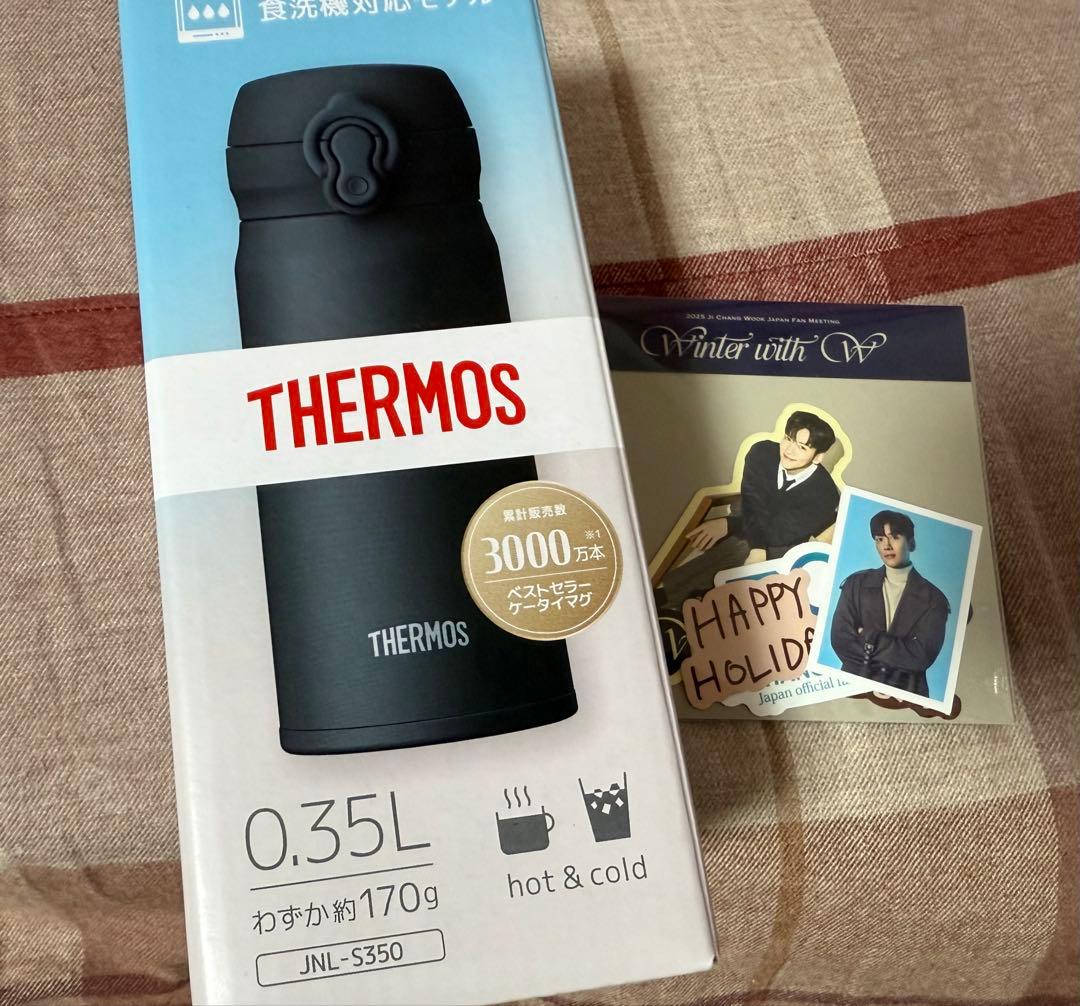 食洗機対応モデル
THERMOS
累計販売数
3000万本※1
ベストセラー
ケータイマグ
THERMOS
0.35L
わずか約170g
JNL-S350
hot & cold
2025 Ji Chang Wook Japan Fan Meeting
Winter with W
HAPPY
Japan official